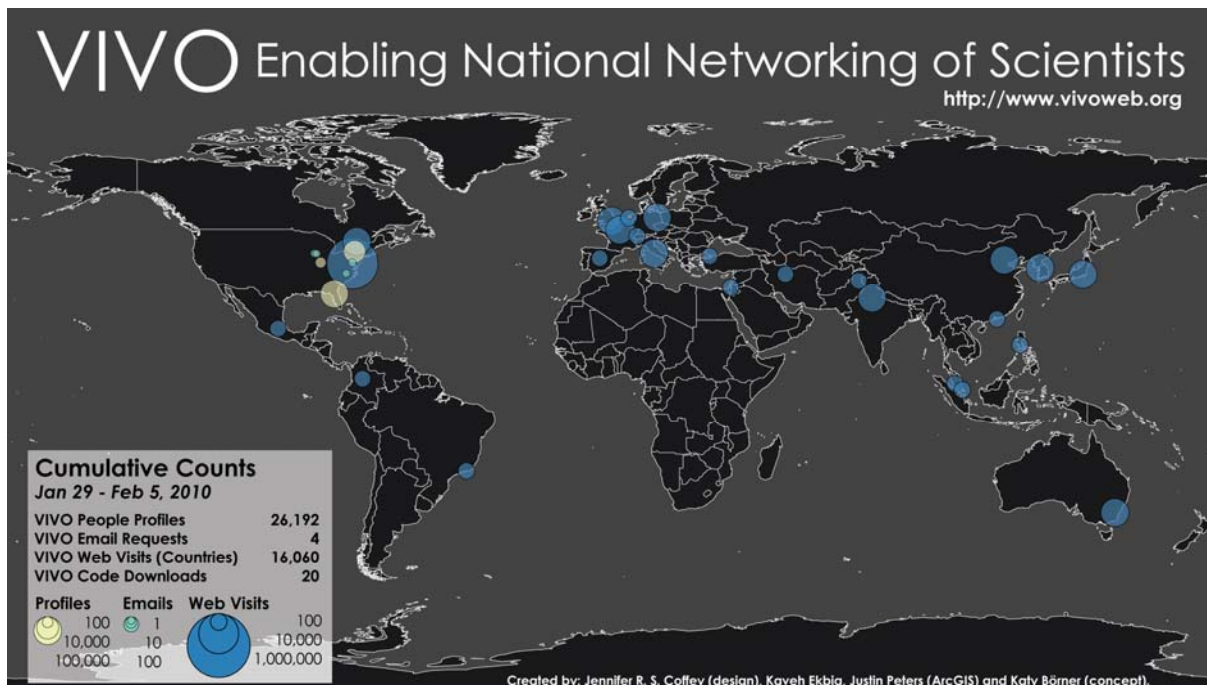 VIVO Enabling National Networking of Scientists
http://www.vivoweb.org
Cumulative Counts
Jan 29 - Feb 5, 2010
VIVO People Profiles 26,192
VIVO Email Requests 4
VIVO Web Visits (Countries) 16,060
VIVO Code Downloads 20
Profiles Emails Web Visits
100 1 100
10,000 10 10,000
100,000 100 1,000,000
Created by: Jennifer R. S. Coffey (design), Kaveh Ekbia, Justin Peters (ArcGIS) and Katy Börner (concept).